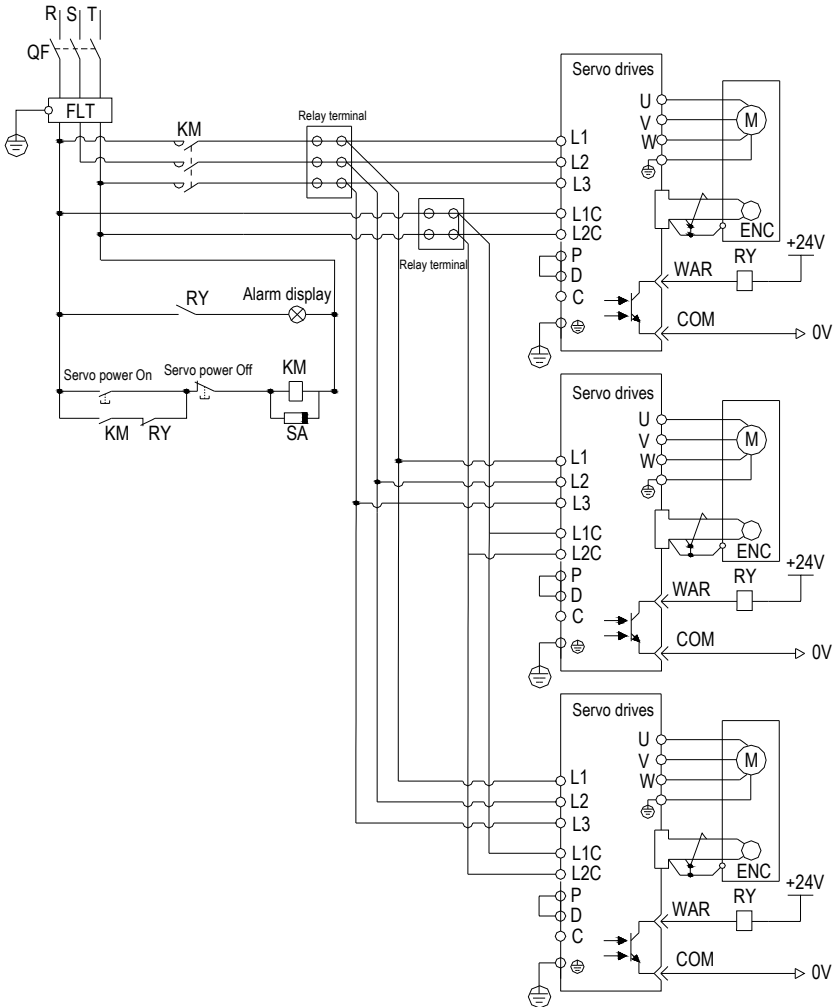 R S T
QF
FLT
KM
Relay terminal
Relay terminal
RY
Alarm display
Servo power On
Servo power Off
KM
KM
RY
SA
Servo drives
U
V
W
M
L1
L2
L3
L1C
L2C
P
D
C
ENC
+24V
WAR
RY
COM
0V
Servo drives
U
V
W
M
L1
L2
L3
L1C
L2C
P
D
C
ENC
+24V
WAR
RY
COM
0V
Servo drives
U
V
W
M
L1
L2
L3
L1C
L2C
P
D
C
ENC
+24V
WAR
RY
COM
0V